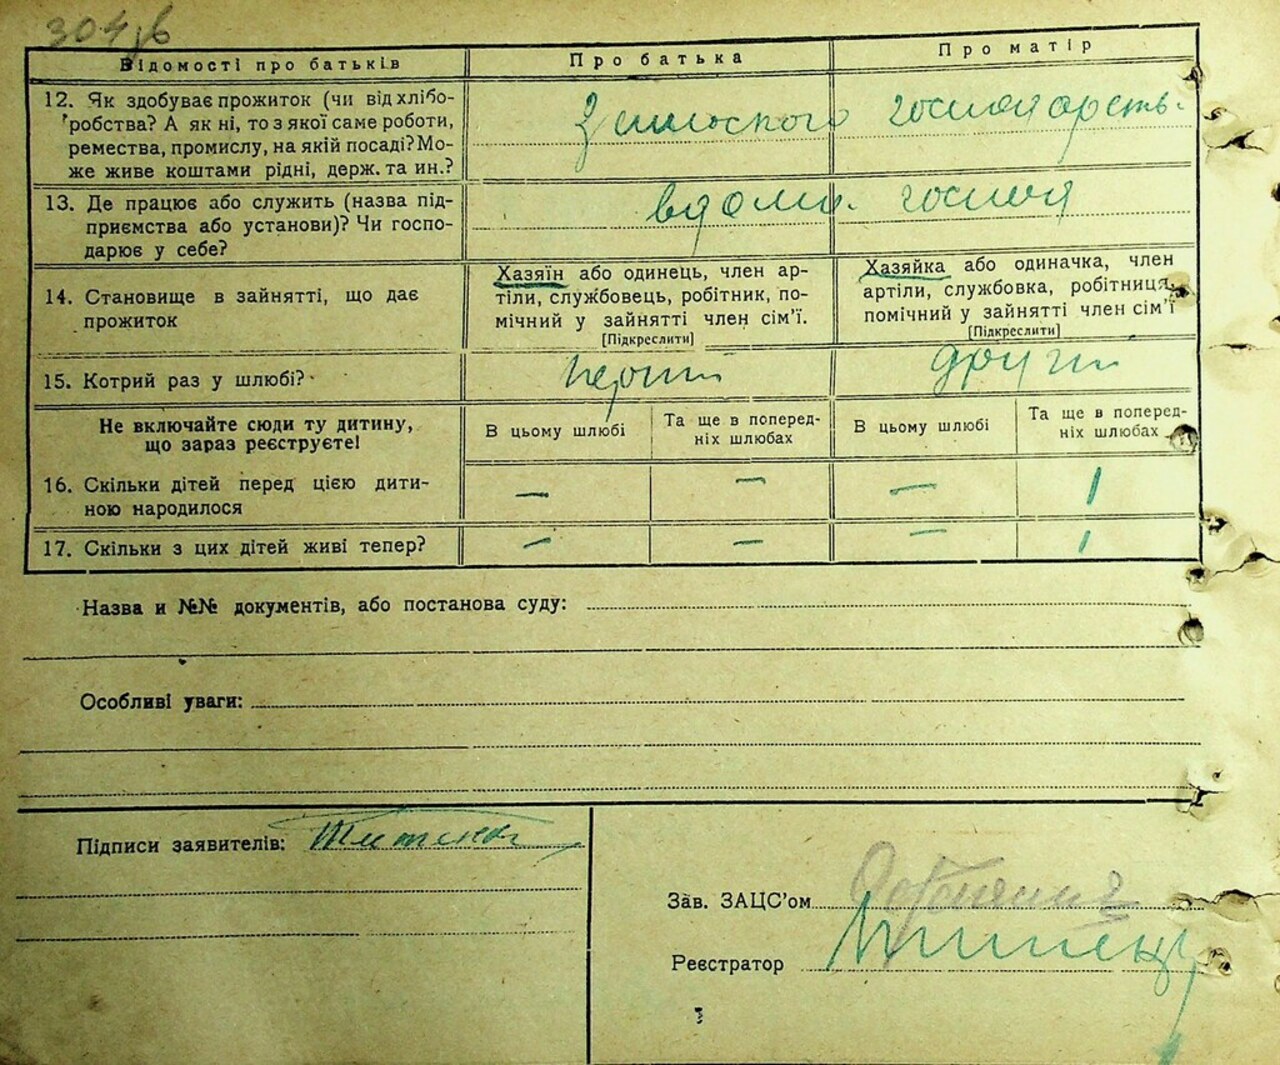 304зв
Відомості про батьків
Про батька
Про матір
12. Як здобуває прожиток (чи від хлібо-
робства? А як ні, то з якої саме роботи,
ремества, промислу, на якій посаді? Мо-
же живе коштами рідні, держ. та ин.?
З сільского господарств.
13. Де працює або служить (назва під-
приємства або установи)? Чи госпо-
дарює у себе?
вдома. господ
14. Становище в зайнятті, що дає
прожиток
Хазяїн або одинець, член ар-
тіли, службовець, робітник, по-
мічний у зайнятті член сім'ї.
[Підкреслити]
Хазяйка або одиначка, член
артіли, службовка, робітниця,
помічний у зайнятті член сім'ї
[Підкреслити]
15. Котрий раз у шлюбі?
перший
другий
Не включайте сюди ту дитину,
що зараз реєструєте!
В цьому шлюбі
Та ще в поперед-
ніх шлюбах
В цьому шлюбі
Та ще в поперед-
ніх шлюбах
16. Скільки дітей перед цією дити-
ною народилося
— — — 1
17. Скільки з цих дітей живі тепер?
— — — 1
Назва и №№ документів, або постанова суду:
Особливі уваги:
Підписи заявителів:
Зав. ЗАЦС'ом
Реєстратор